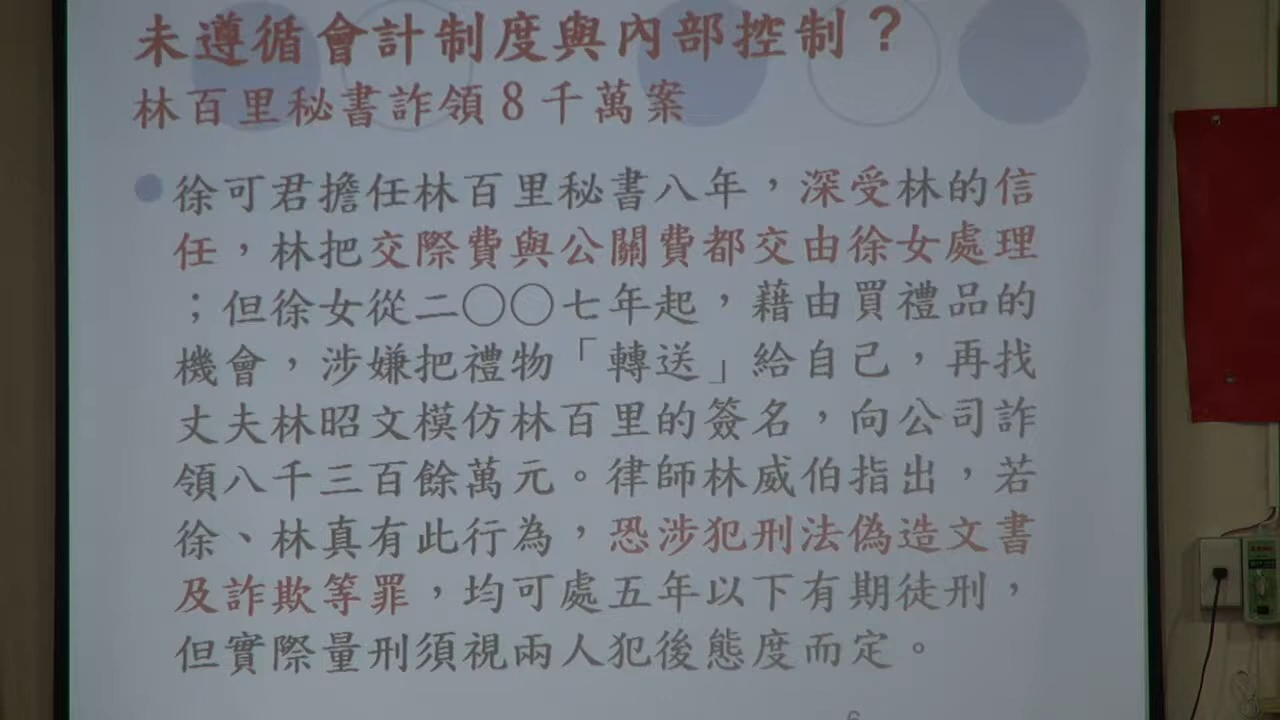 未遵循會計制度與內部控制？
林百里秘書詐領8千萬案
徐可君擔任林百里秘書八年，深受林的信
任，林把交際費與公關費都交由徐女處理
；但徐女從二〇〇七年起，藉由買禮品的
機會，涉嫌把禮物「轉送」給自己，再找
丈夫林昭文模仿林百里的簽名，向公司詐
領八千三百餘萬元。律師林威伯指出，若
徐、林真有此行為，恐涉犯刑法偽造文書
及詐欺等罪，均可處五年以下有期徒刑，
但實際量刑須視兩人犯後態度而定。
6